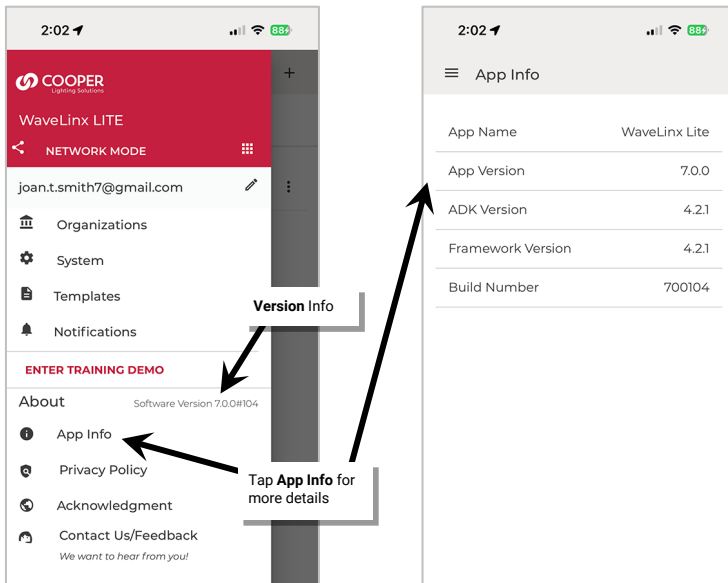 2:02
88
COOPER
Lighting Solutions
WaveLinx LITE
NETWORK MODE
joan.t.smith7@gmail.com
Organizations
System
Templates
Notifications
ENTER TRAINING DEMO
About
Software Version 7.0.0#104
App Info
Privacy Policy
Acknowledgment
Contact Us/Feedback
We want to hear from you!
Version Info
Tap App Info for
more details
2:02
88
App Info
App Name WaveLinx Lite
App Version 7.0.0
ADK Version 4.2.1
Framework Version 4.2.1
Build Number 700104